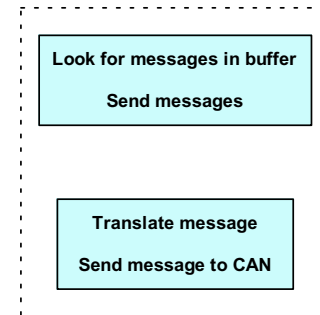 Look for messages in buffer
Send messages
Translate message
Send message to CAN